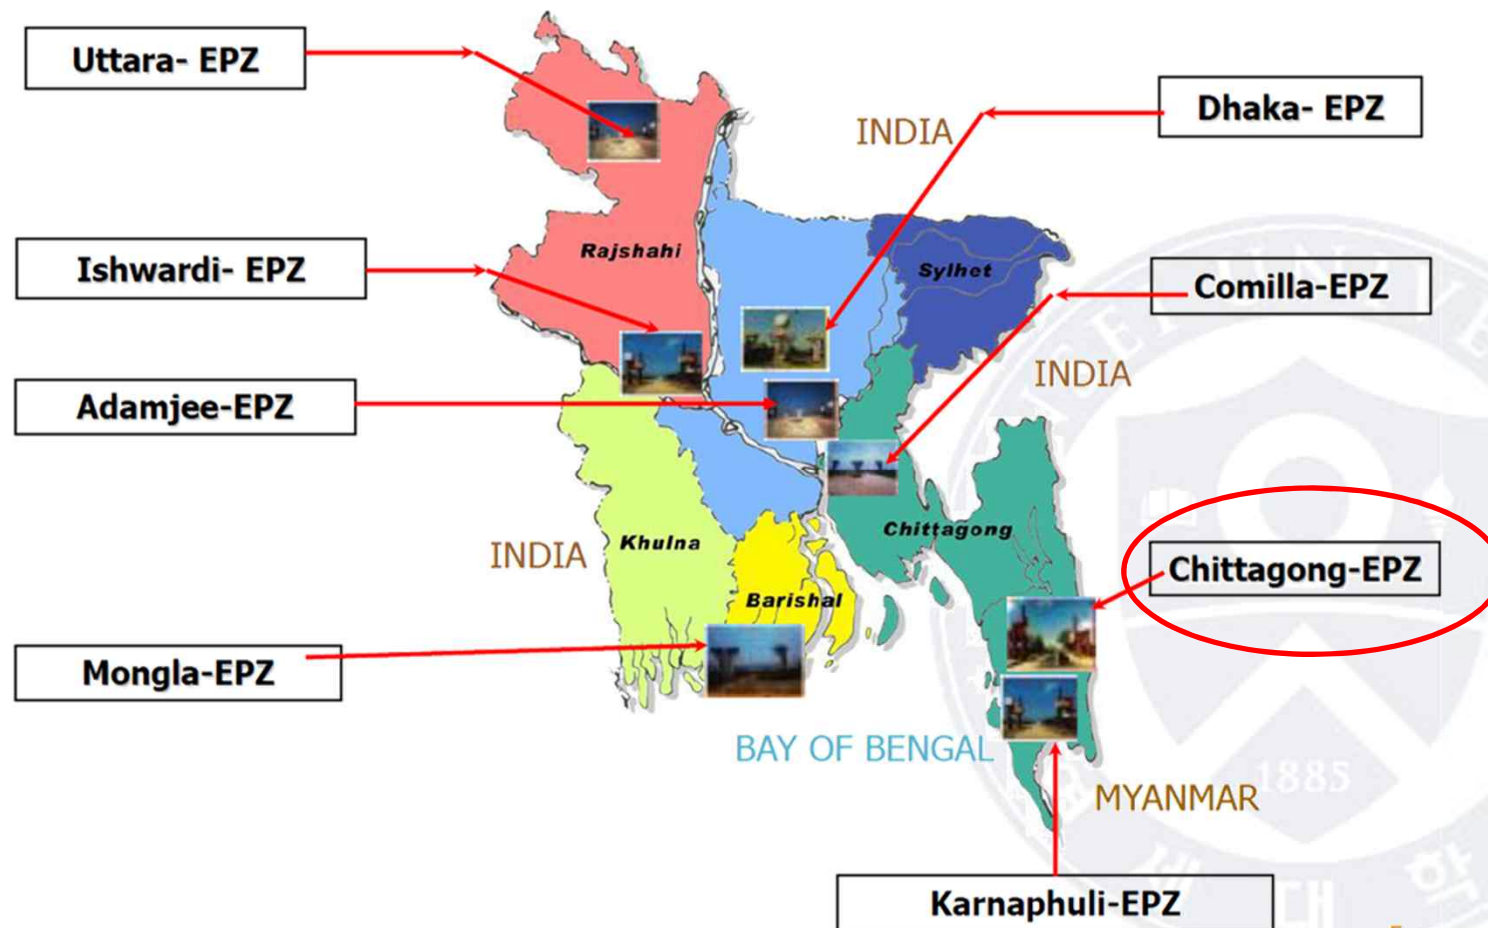 Uttara- EPZ
Dhaka- EPZ
INDIA
Rajshahi
Sylhet
Ishwardi- EPZ
Comilla-EPZ
INDIA
Adamjee-EPZ
Chittagong
Khulna
INDIA
Chittagong-EPZ
Barishal
Mongla-EPZ
BAY OF BENGAL
1885
MYANMAR
Karnaphuli-EPZ